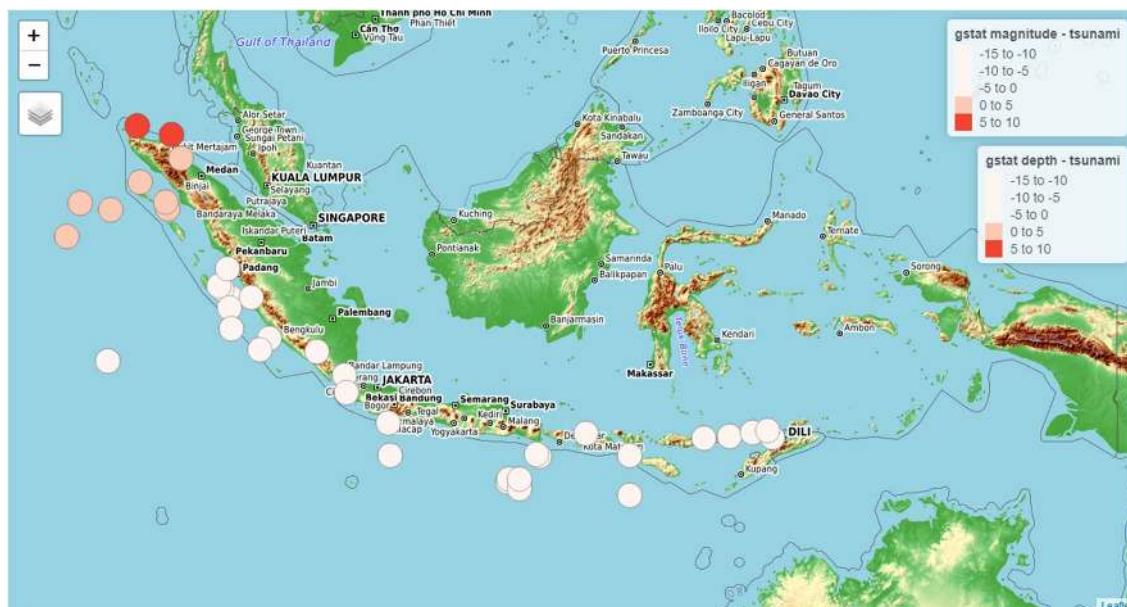 Thành phố Hồ Chí Minh
Phan Thiết
Cần Thơ
Vũng Tàu
Gulf of Thailand
Bacolod
Iloilo City
Cebu City
Lapu-Lapu
Puerto Princesa
Butuan
Cagayan de Oro
Iligan
Tagum
Davao City
Zamboanga City
General Santos
+
−
gstat magnitude - tsunami
-15 to -10
-10 to -5
-5 to 0
0 to 5
5 to 10
gstat depth - tsunami
-15 to -10
-10 to -5
-5 to 0
0 to 5
5 to 10
Alor Setar
George Town
Sungai Petani
Mertajam
Ipoh
Kuantan
Medan
Binjai
KUALA LUMPUR
Selayang
Putrajaya
Bandaraya Melaka
SINGAPORE
Iskandar Puteri
Batam
Pekanbaru
Padang
Jambi
Palembang
Bengkulu
Bandar Lampung
JAKARTA
Cirebon
Bekasi
Bandung
Bogor
Tegal
Semarang
Surabaya
Kediri
Malang
Yogyakarta
Kota Kinabalu
Sandakan
Tawau
Kuching
Pontianak
Samarinda
Balikpapan
Banjarmasin
Manado
Ternate
Palu
Sorong
Teluk Bone
Kendari
Ambon
Makassar
DILI
Kupang